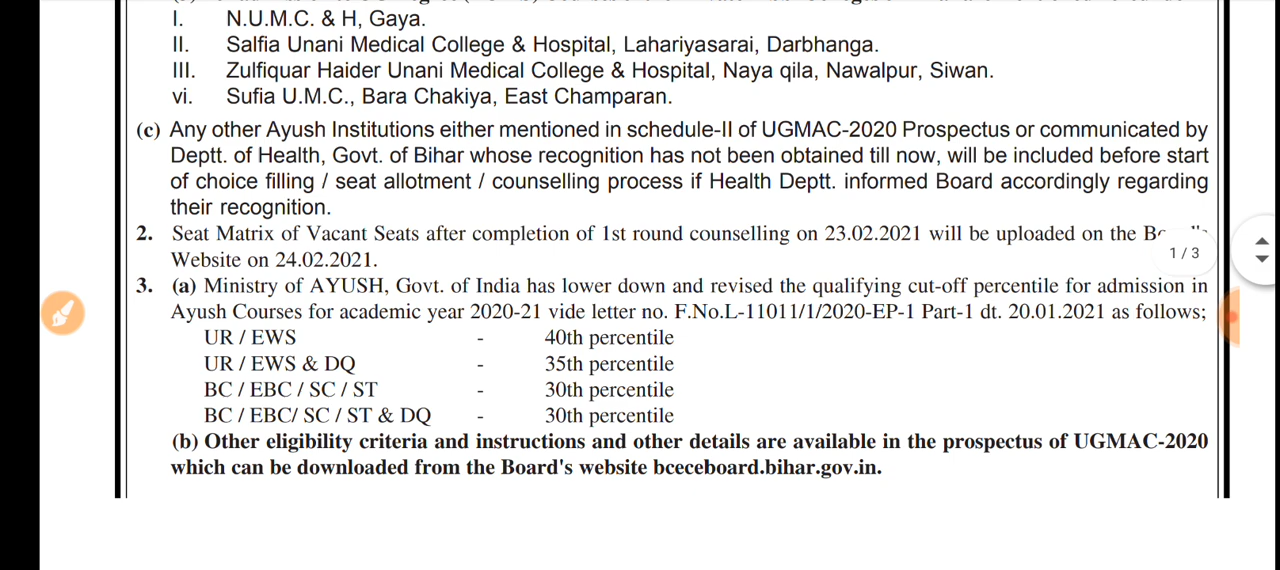 I. N.U.M.C. & H, Gaya.
II. Salfia Unani Medical College & Hospital, Lahariyasarai, Darbhanga.
III. Zulfiquar Haider Unani Medical College & Hospital, Naya qila, Nawalpur, Siwan.
vi. Sufia U.M.C., Bara Chakiya, East Champaran.
(c) Any other Ayush Institutions either mentioned in schedule-II of UGMAC-2020 Prospectus or communicated by
Deptt. of Health, Govt. of Bihar whose recognition has not been obtained till now, will be included before start
of choice filling / seat allotment / counselling process if Health Deptt. informed Board accordingly regarding
their recognition.
2. Seat Matrix of Vacant Seats after completion of 1st round counselling on 23.02.2021 will be uploaded on the
Website on 24.02.2021.
1 / 3
3. (a) Ministry of AYUSH, Govt. of India has lower down and revised the qualifying cut-off percentile for admission in
Ayush Courses for academic year 2020-21 vide letter no. F.No.L-11011/1/2020-EP-1 Part-1 dt. 20.01.2021 as follows;
UR / EWS - 40th percentile
UR / EWS & DQ - 35th percentile
BC / EBC / SC / ST - 30th percentile
BC / EBC/ SC / ST & DQ - 30th percentile
(b) Other eligibility criteria and instructions and other details are available in the prospectus of UGMAC-2020
which can be downloaded from the Board's website bceceboard.bihar.gov.in.